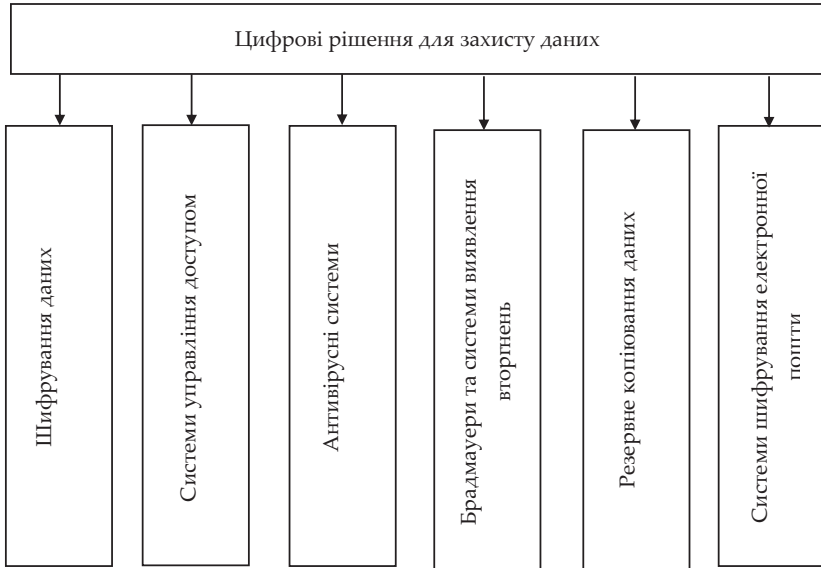 Цифрові рішення для захисту даних
Шифрування даних
Системи управління доступом
Антивірусні системи
Брадмауери та системи виявлення
вторгнень
Резервне копіювання даних
Системи шифрування електронної
пошти